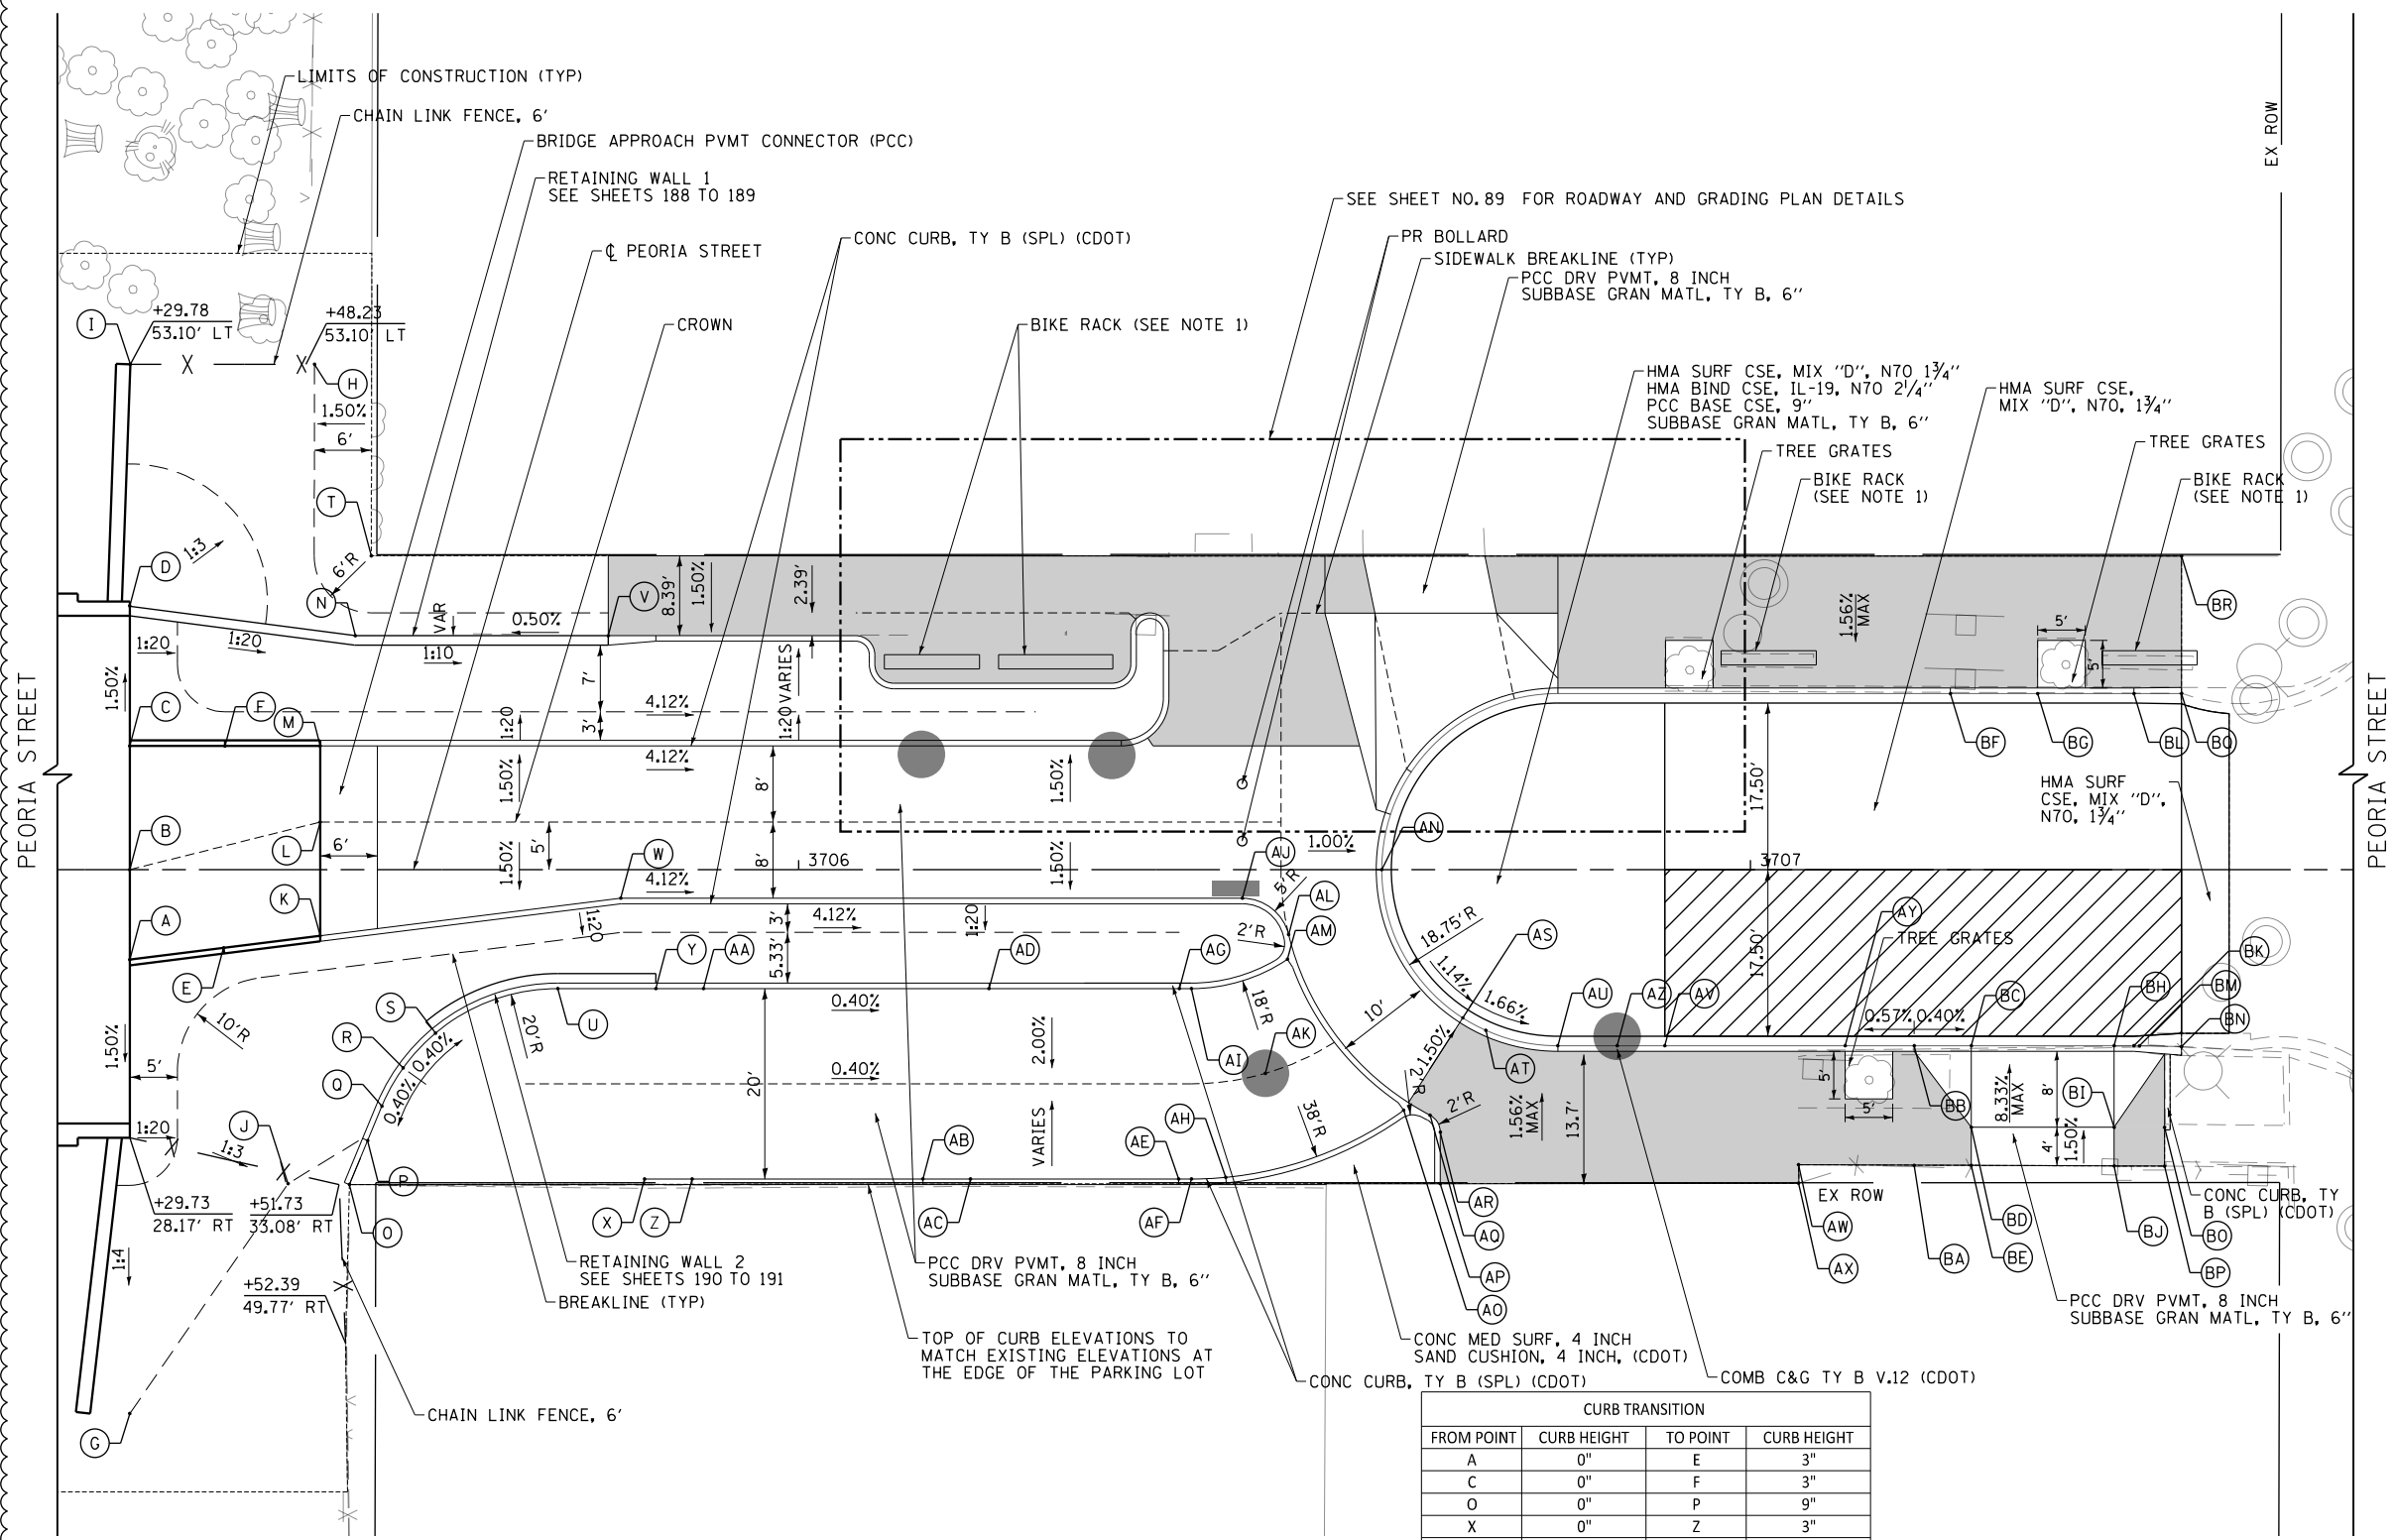 LIMITS OF CONSTRUCTION (TYP)
CHAIN LINK FENCE, 6'
BRIDGE APPROACH PVMT CONNECTOR (PCC)
RETAINING WALL 1
SEE SHEETS 188 TO 189
CONC CURB, TY B (SPL) (CDOT)
℄ PEORIA STREET
CROWN
BIKE RACK (SEE NOTE 1)
SEE SHEET NO. 89 FOR ROADWAY AND GRADING PLAN DETAILS
PR BOLLARD
SIDEWALK BREAKLINE (TYP)
PCC DRV PVMT, 8 INCH
SUBBASE GRAN MATL, TY B, 6''
EX ROW
HMA SURF CSE, MIX "D", N70 1¾''
HMA BIND CSE, IL-19, N70 2¼''
PCC BASE CSE, 9''
SUBBASE GRAN MATL, TY B, 6''
HMA SURF CSE,
MIX "D", N70, 1¾''
TREE GRATES
BIKE RACK
(SEE NOTE 1)
TREE GRATES
BIKE RACK
(SEE NOTE 1)
I
+29.78
53.10' LT
+48.23
53.10' LT
H
1.50%
6'
T
1:3
6'R
D
N
V
8.39'
1.50%
2.39'
1.56%
MAX
5'
5'
BR
VAR
0.50%
1:20
1:20
1:10
1.50%
7'
3'
1:20
4.12%
1:20
VARIES
C
F
M
4.12%
1.50%
8'
1.50%
17.50'
BF
BG
BL
BQ
HMA SURF
CSE, MIX "D",
N70, 1¾''
PEORIA STREET
PEORIA STREET
B
L
6'
5'
1.50%
8'
3706
1.50%
1.00%
AN
3707
W
AJ
4.12%
K
A
1:20
3'
4.12%
1:20
5'R
2'R
AL
AM
18.75'R
AS
17.50'
AY
TREE GRATES
BK
E
Y
AA
5.33'
AD
AG
1.14%
1.66%
AU
AZ
AV
BC
BH
BM
BN
S
10'R
20'R
U
0.40%
18'R
10'
0.57%
0.40%
1.50%
R
0.40%
0.40%
2.00%
AI
AK
2'R
1.50%
AT
5'
Q
20'
0.40%
5'
5'
BB
8.33%
MAX
8'
BI
1:20
J
1:3
P
VARIES
38'R
AH
AE
AB
2'R
1.56%
MAX
13.7'
4'
1.50%
+29.73
28.17' RT
+51.73
33.08' RT
O
X
Z
AC
AF
AR
AQ
AP
AO
EX ROW
AW
AX
BA
BD
BE
BJ
CONC CURB, TY
B (SPL) (CDOT)
BO
BP
1:4
RETAINING WALL 2
SEE SHEETS 190 TO 191
BREAKLINE (TYP)
PCC DRV PVMT, 8 INCH
SUBBASE GRAN MATL, TY B, 6''
+52.39
49.77' RT
PCC DRV PVMT, 8 INCH
SUBBASE GRAN MATL, TY B, 6''
TOP OF CURB ELEVATIONS TO
MATCH EXISTING ELEVATIONS AT
THE EDGE OF THE PARKING LOT
CONC MED SURF, 4 INCH
SAND CUSHION, 4 INCH, (CDOT)
CONC CURB, TY B (SPL) (CDOT)
COMB C&G TY B V.12 (CDOT)
CHAIN LINK FENCE, 6'
G
CURB TRANSITION
FROM POINT CURB HEIGHT TO POINT CURB HEIGHT
A 0" E 3"
C 0" F 3"
O 0" P 9"
X 0" Z 3"